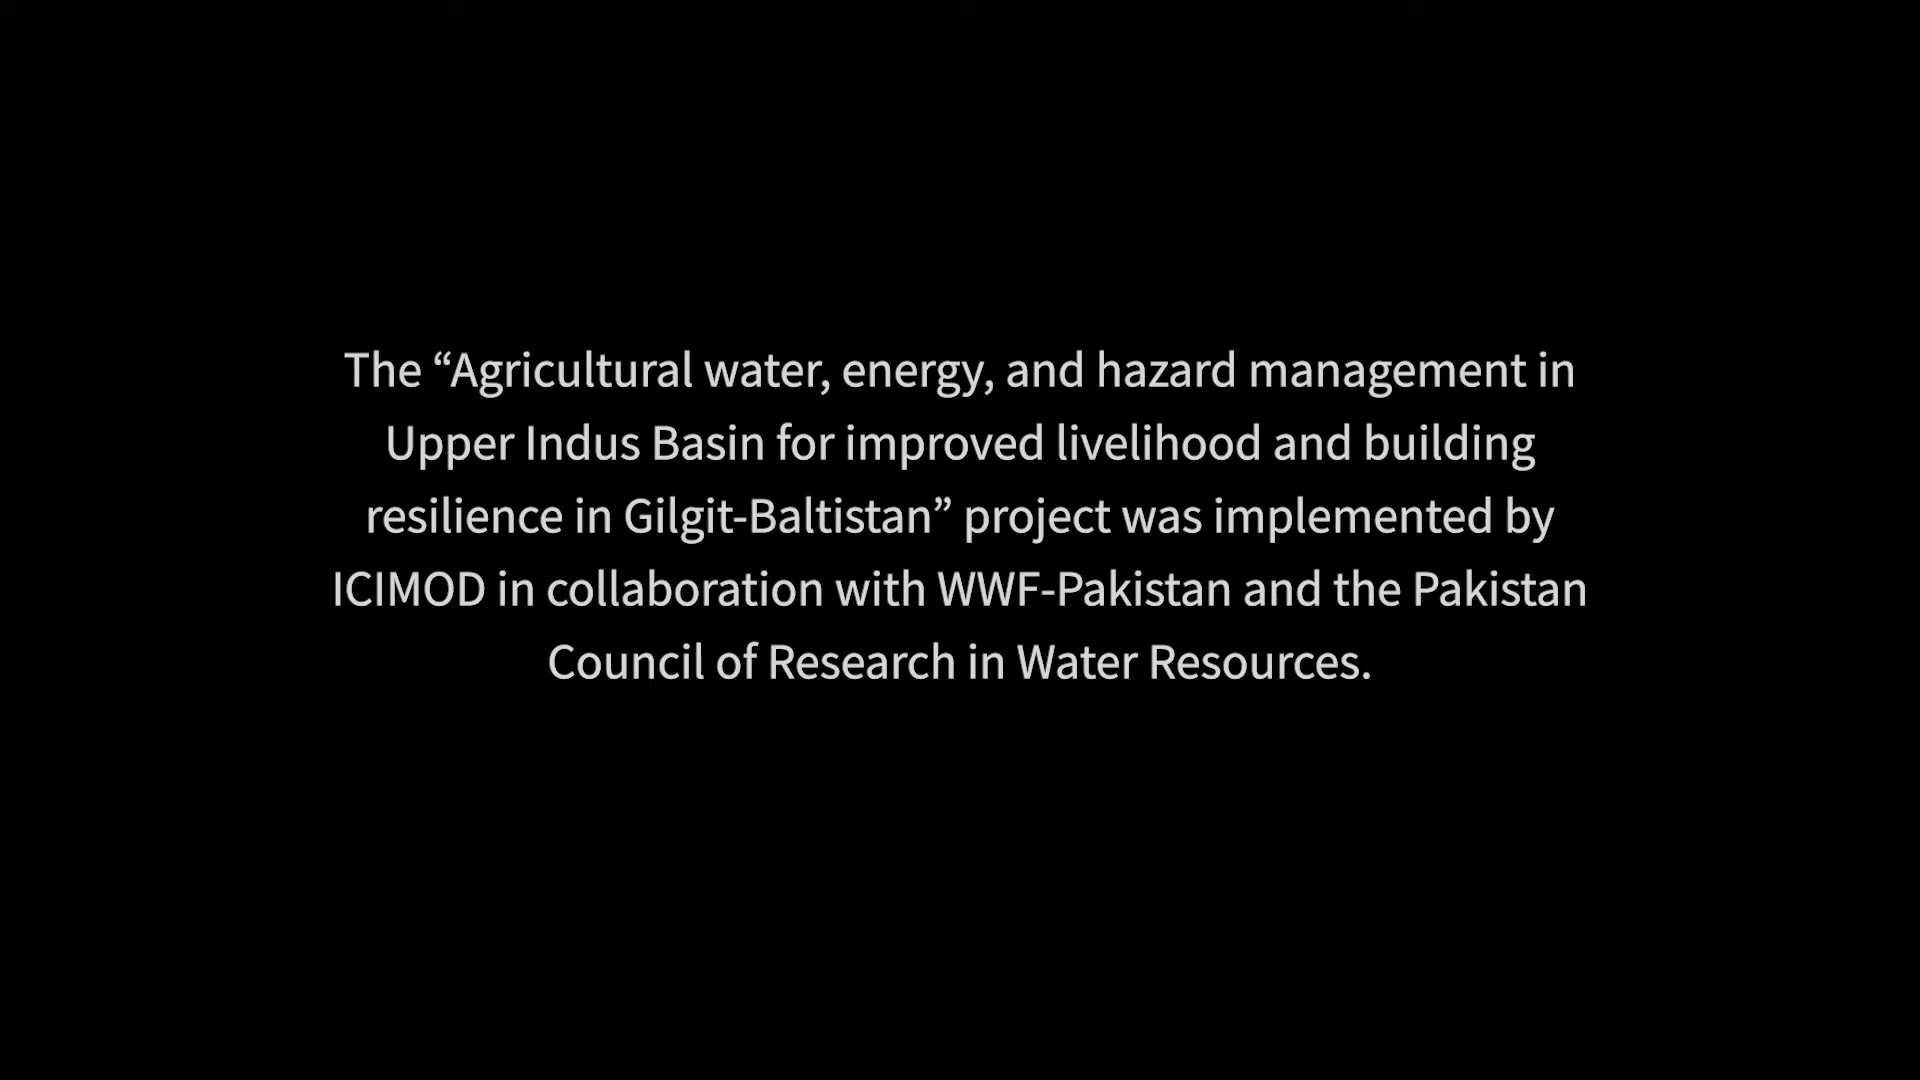 The “Agricultural water, energy, and hazard management in
Upper Indus Basin for improved livelihood and building
resilience in Gilgit-Baltistan” project was implemented by
ICIMOD in collaboration with WWF-Pakistan and the Pakistan
Council of Research in Water Resources.